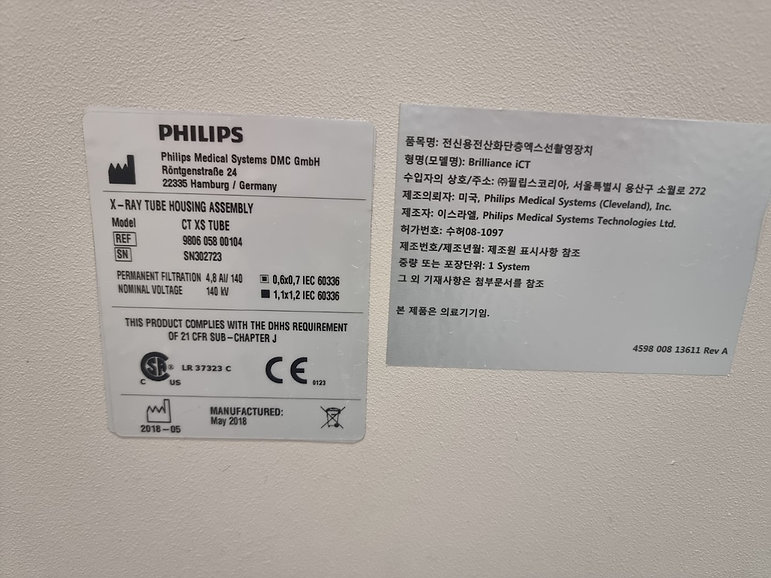 PHILIPS
Philips Medical Systems DMC GmbH
Röntgenstraße 24
22335 Hamburg / Germany
X-RAY TUBE HOUSING ASSEMBLY
Model CT XS TUBE
REF 9806 058 00104
SN SN302723
PERMANENT FILTRATION 4,8 Al/ 140 0,6x0,7 IEC 60336
NOMINAL VOLTAGE 140 kV 1,1x1,2 IEC 60336
THIS PRODUCT COMPLIES WITH THE DHHS REQUIREMENT
OF 21 CFR SUB-CHAPTER J
C SA ® US LR 37323 C CE 0123
2018-05
MANUFACTURED:
May 2018
품목명: 전신용전산화단층엑스선촬영장치
형명(모델명): Brilliance iCT
수입자의 상호/주소: ㈜필립스코리아, 서울특별시 용산구 소월로 272
제조의뢰자: 미국, Philips Medical Systems (Cleveland), Inc.
제조자: 이스라엘, Philips Medical Systems Technologies Ltd.
허가번호: 수허08-1097
제조번호/제조년월: 제조원 표시사항 참조
중량 또는 포장단위: 1 System
그 외 기재사항은 첨부문서를 참조
본 제품은 의료기기임.
4598 008 13611 Rev A